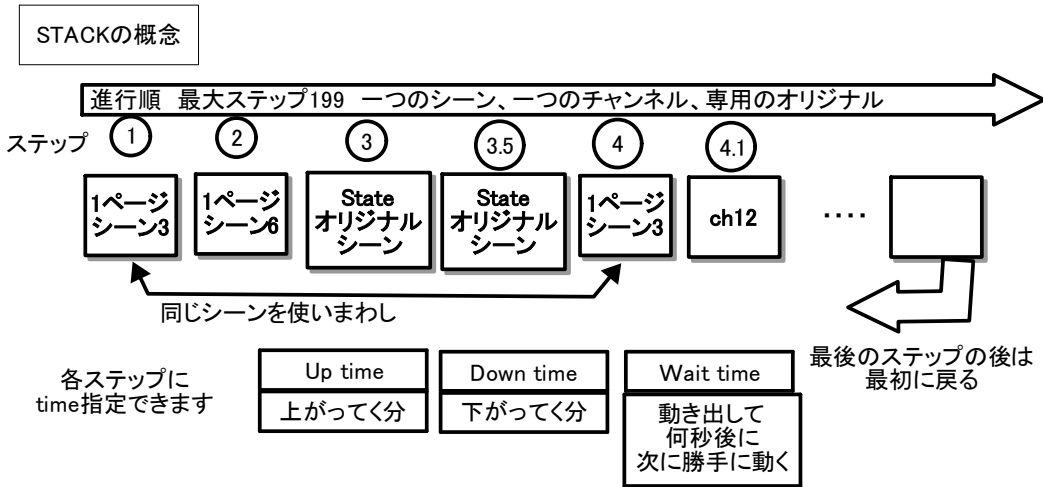 STACKの概念
進行順 最大ステップ199 一つのシーン、一つのチャンネル、専用のオリジナル
ステップ
1
2
3
3.5
4
4.1
1ページ
シーン3
1ページ
シーン6
State
オリジナル
シーン
State
オリジナル
シーン
1ページ
シーン3
ch12
····
同じシーンを使いまわし
最後のステップの後は
最初に戻る
各ステップに
time指定できます
Up time
上がってく分
Down time
下がってく分
Wait time
動き出して
何秒後に
次に勝手に動く